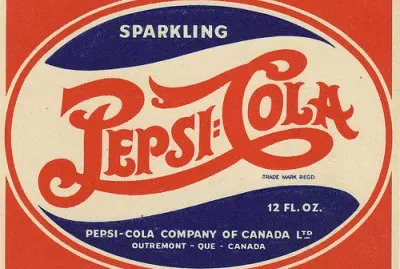 SPARKLING
PEPSI:COLA
TRADE MARK REGD.
12 FL. OZ.
PEPSI-COLA COMPANY OF CANADA LTD
OUTREMONT - QUE - CANADA